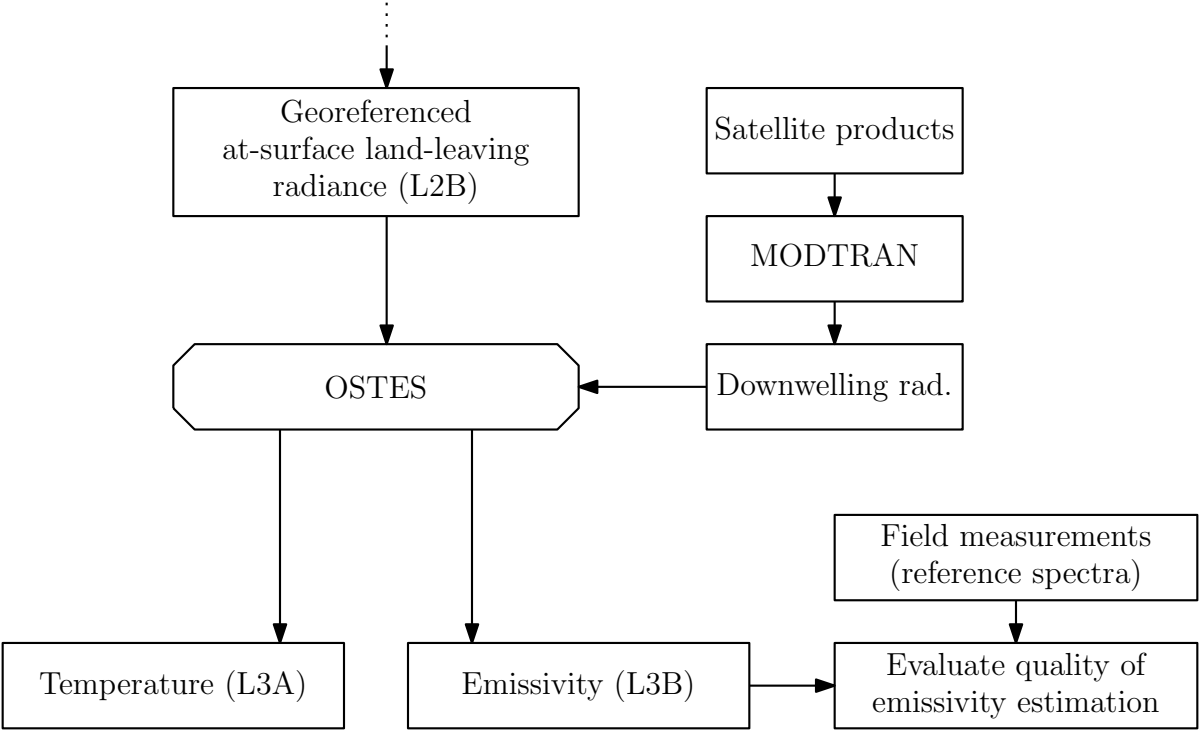 Georeferenced
at-surface land-leaving
radiance (L2B)
Satellite products
MODTRAN
OSTES
Downwelling rad.
Field measurements
(reference spectra)
Temperature (L3A)
Emissivity (L3B)
Evaluate quality of
emissivity estimation